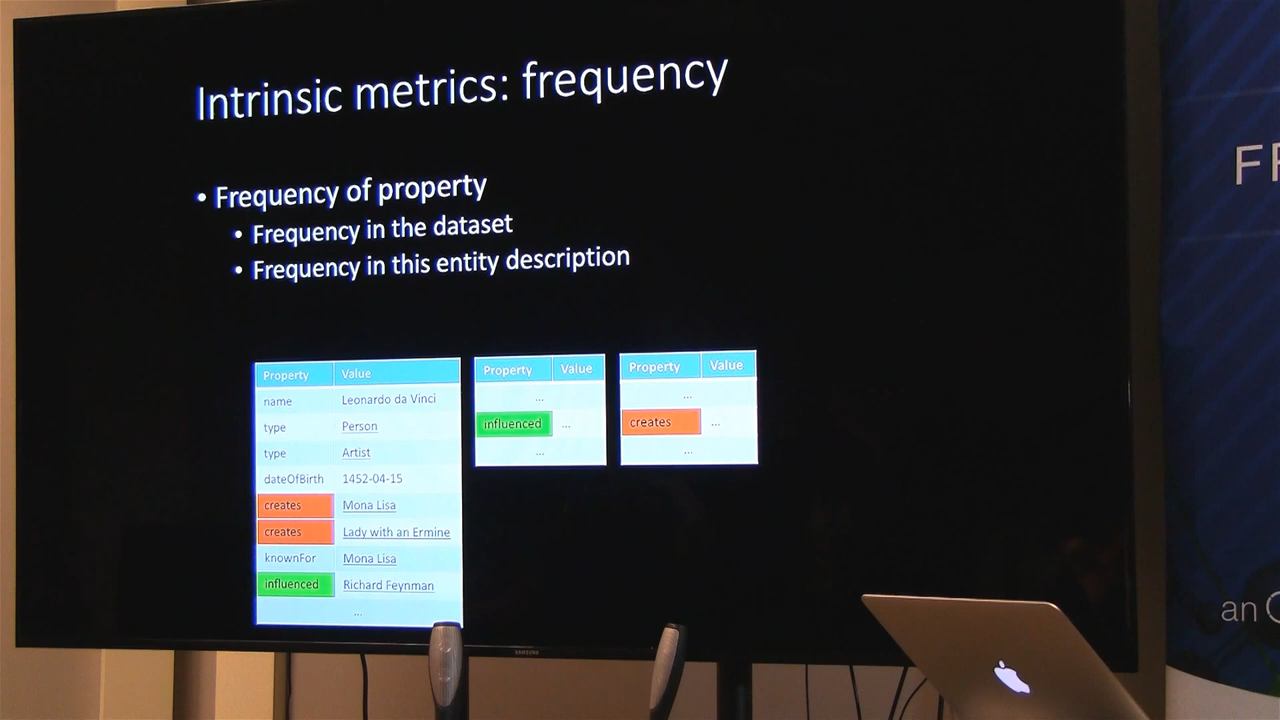 Intrinsic metrics: frequency
• Frequency of property
• Frequency in the dataset
• Frequency in this entity description
Property Value
name Leonardo da Vinci
type Person
type Artist
dateOfBirth 1452-04-15
creates Mona Lisa
creates Lady with an Ermine
knownFor Mona Lisa
influenced Richard Feynman
...
Property Value
...
influenced ...
...
Property Value
...
creates ...
...
SAMSUNG
an